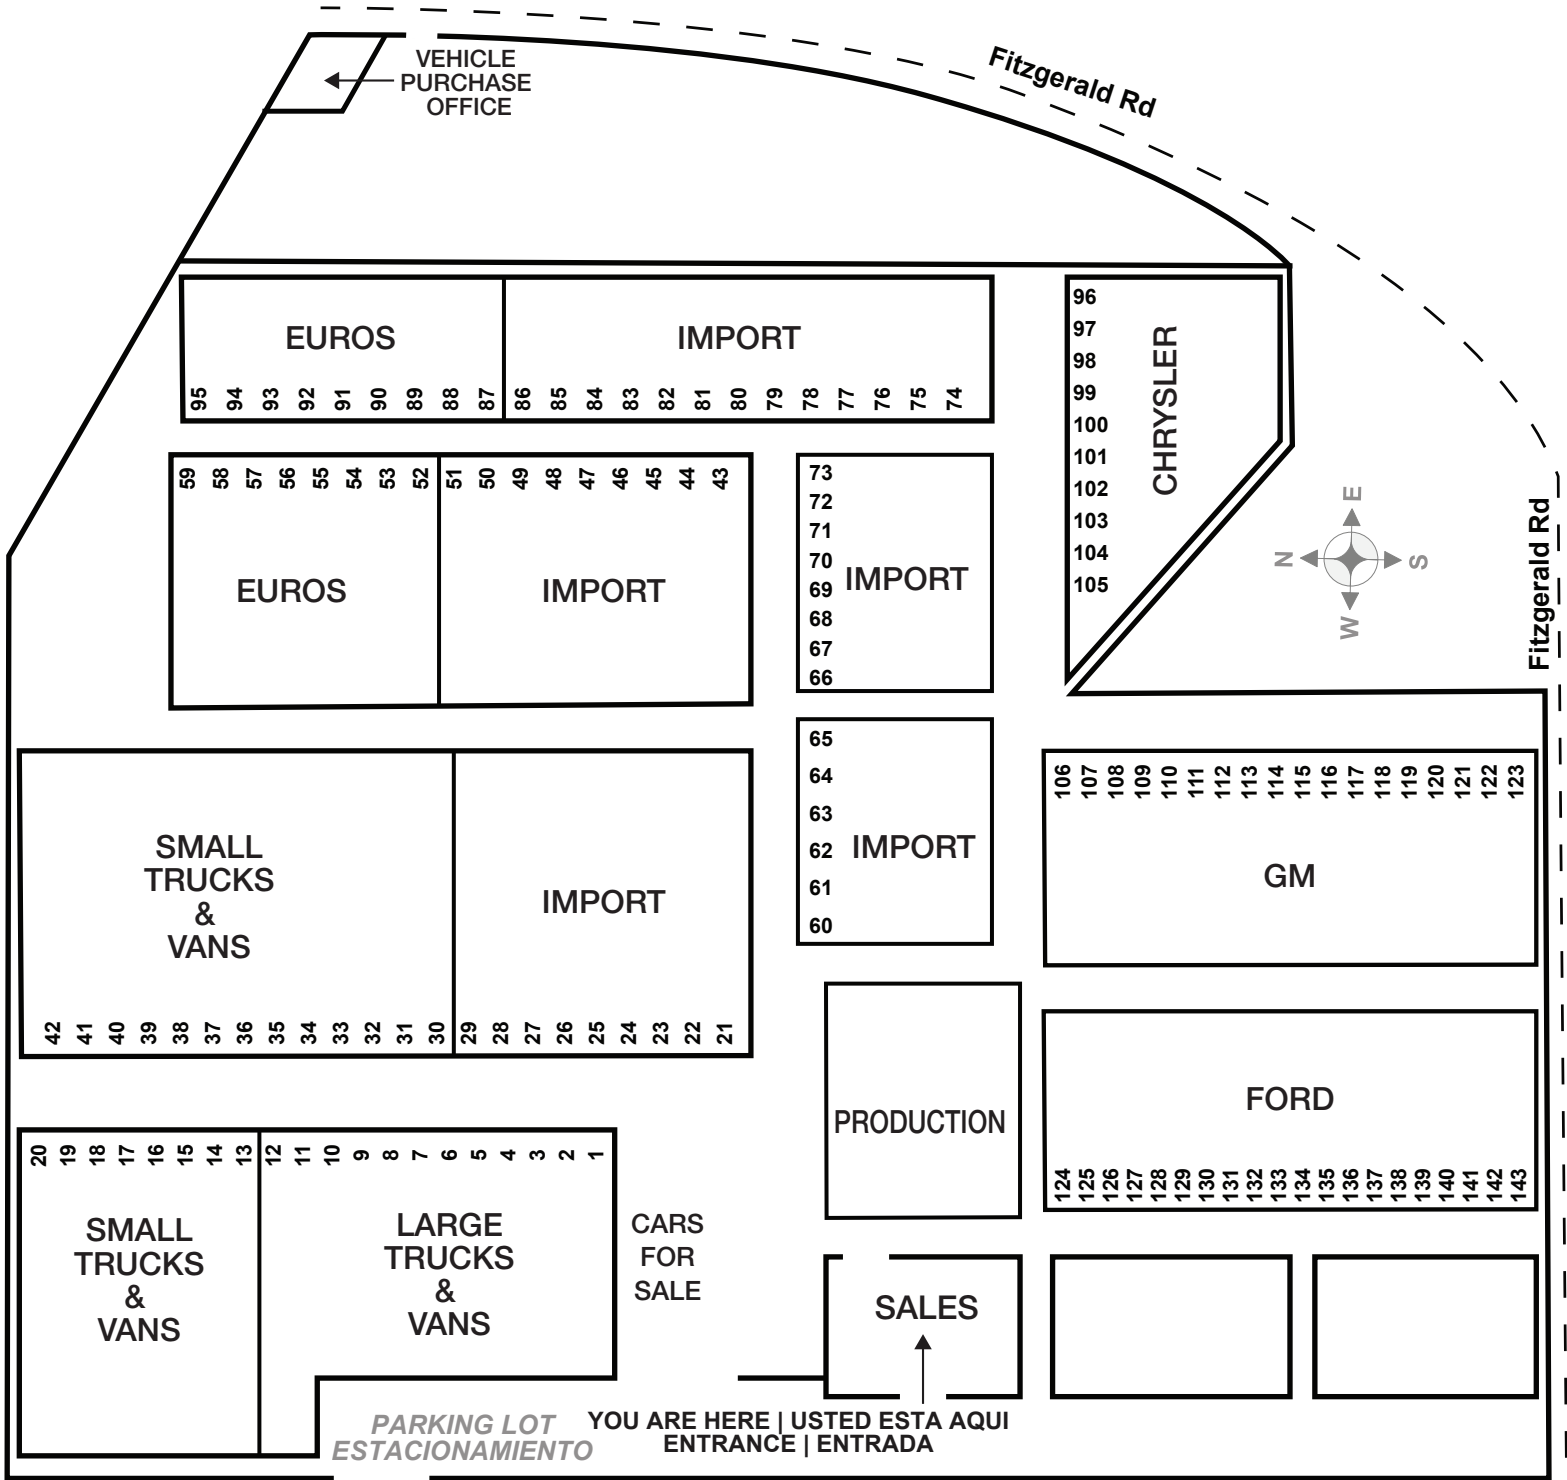 VEHICLE
PURCHASE
OFFICE
Fitzgerald Rd
EUROS
95 94 93 92 91 90 89 88 87
IMPORT
86 85 84 83 82 81 80 79 78 77 76 75 74
96
97
98
99
100
101
102
103
104
105
CHRYSLER
59 58 57 56 55 54 53 52
EUROS
51 50 49 48 47 46 45 44 43
IMPORT
73
72
71
70
69
68
67
66
IMPORT
E
N
S
W
Fitzgerald Rd
65
64
63
62
61
60
IMPORT
SMALL
TRUCKS
&
VANS
42 41 40 39 38 37 36 35 34 33 32 31 30
IMPORT
29 28 27 26 25 24 23 22 21
106 107 108 109 110 111 112 113 114 115 116 117 118 119 120 121 122 123
GM
PRODUCTION
FORD
124 125 126 127 128 129 130 131 132 133 134 135 136 137 138 139 140 141 142 143
20 19 18 17 16 15 14 13
SMALL
TRUCKS
&
VANS
12 11 10 9 8 7 6 5 4 3 2 1
LARGE
TRUCKS
&
VANS
CARS
FOR
SALE
SALES
PARKING LOT
ESTACIONAMIENTO
YOU ARE HERE | USTED ESTA AQUI
ENTRANCE | ENTRADA